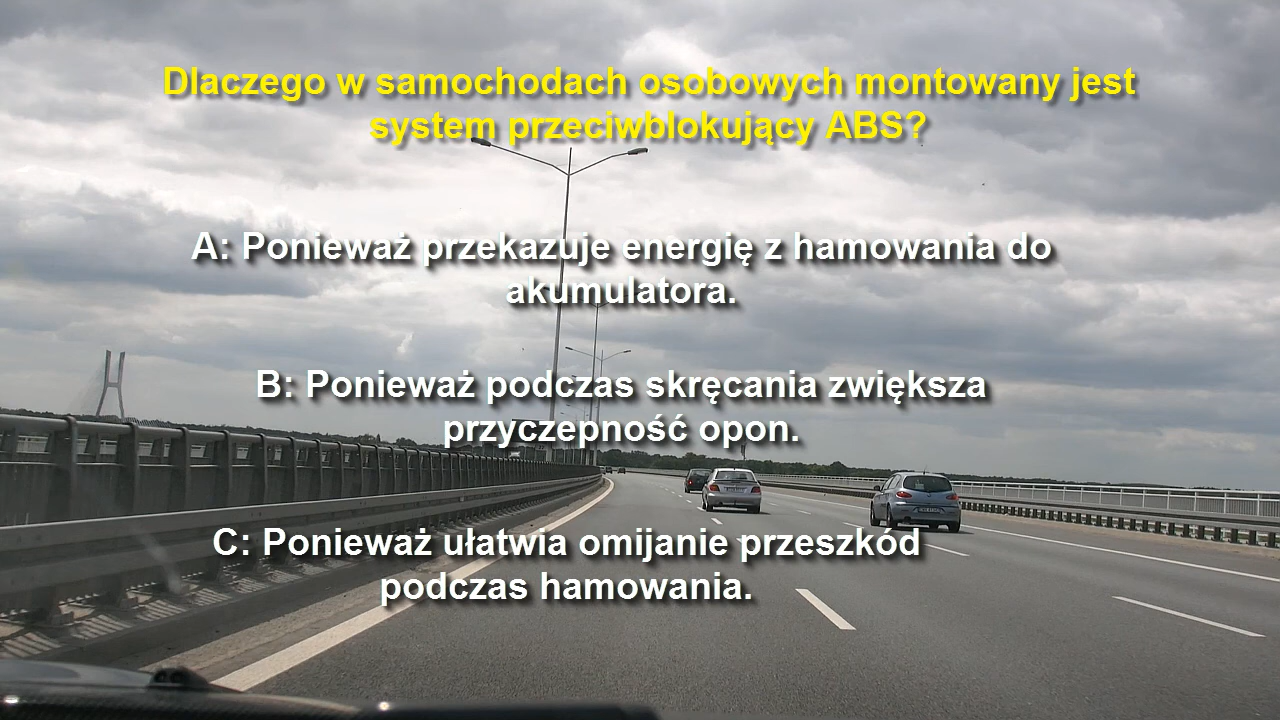 Dlaczego w samochodach osobowych montowany jest
system przeciwblokujący ABS?
A: Ponieważ przekazuje energię z hamowania do
akumulatora.
B: Ponieważ podczas skręcania zwiększa
przyczepność opon.
C: Ponieważ ułatwia omijanie przeszkód
podczas hamowania.